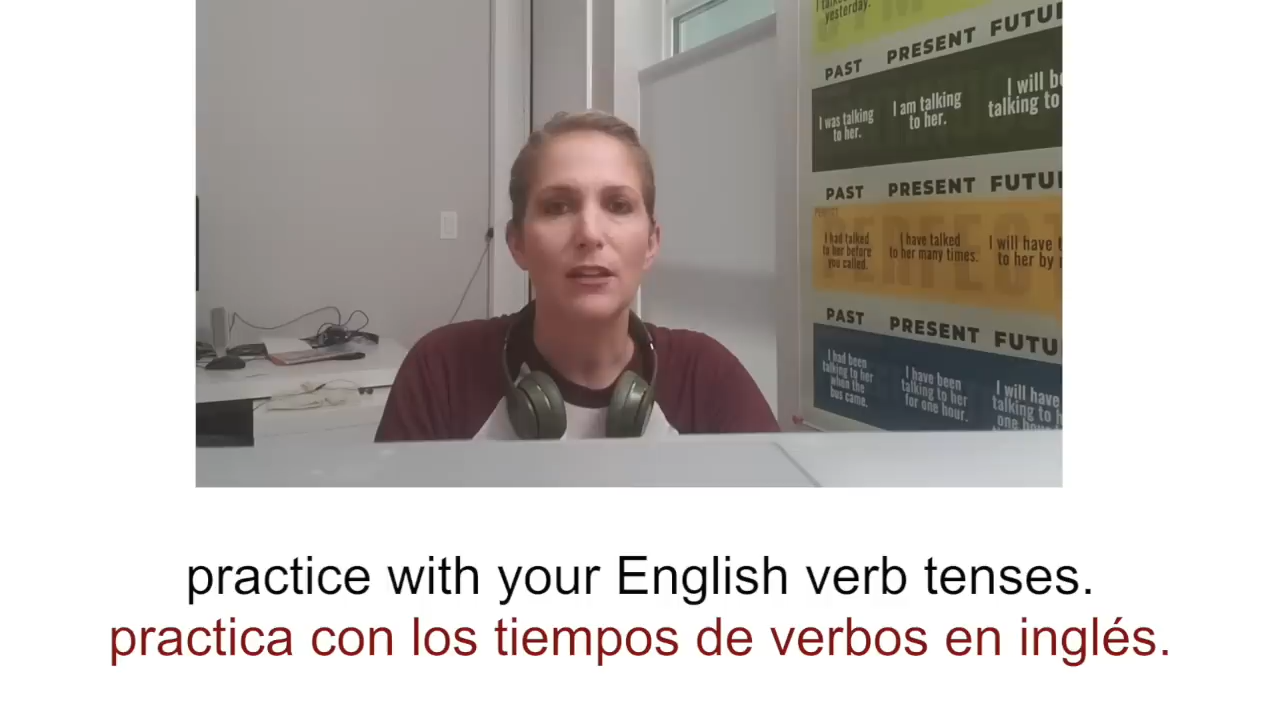 yesterday.
PAST PRESENT
I was talking
to her.
I am talking
to her.
I will
talking to
PAST PRESENT
PERFECT
I had talked
to her before
you called.
I have talked
to her many times.
I will have
to her by
PAST PRESENT
I had been
talking to her
when the
bus came.
I have been
talking to her
for one hour.
I will have
talking to
one
practice with your English verb tenses.
practica con los tiempos de verbos en inglés.